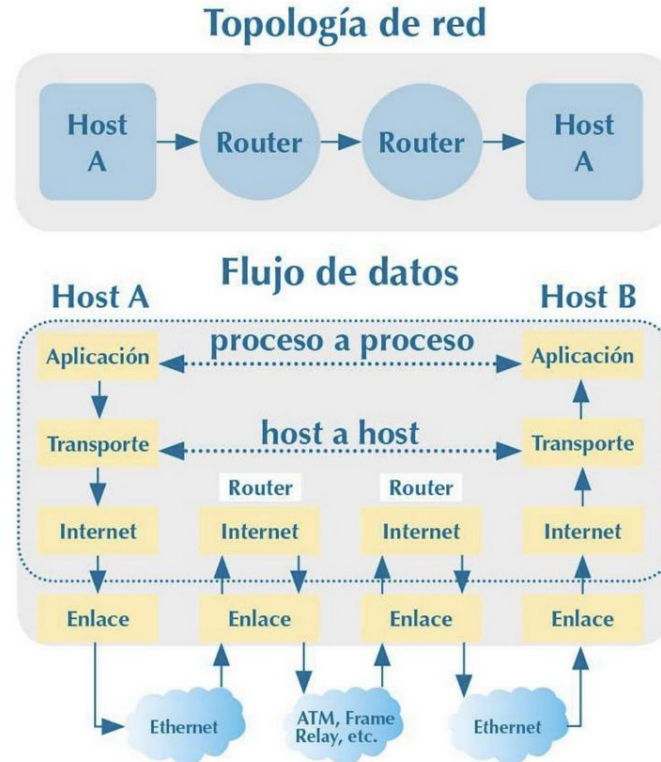 Topología de red
Host
A
Router
Router
Host
A
Flujo de datos
Host A
Host B
Aplicación
proceso a proceso
Aplicación
Transporte
host a host
Transporte
Router
Router
Internet
Internet
Internet
Internet
Enlace
Enlace
Enlace
Enlace
Ethernet
ATM, Frame
Relay, etc.
Ethernet